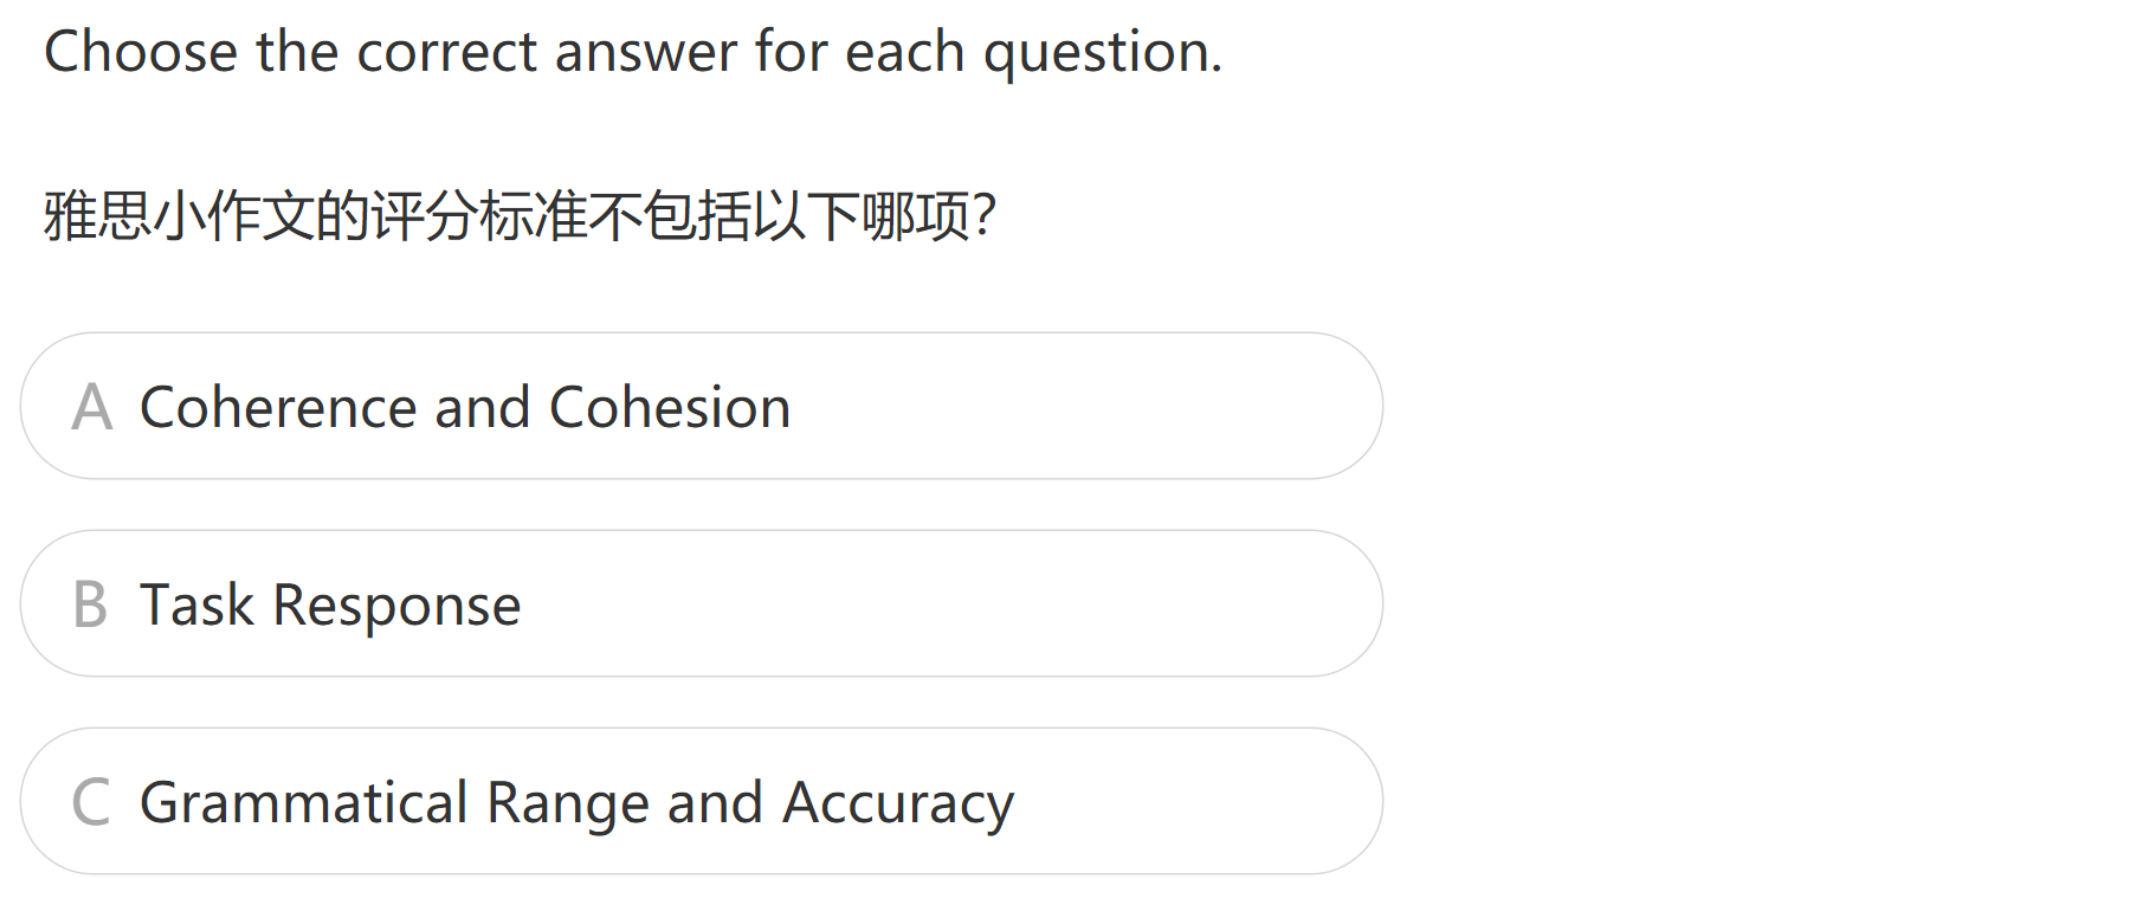 Choose the correct answer for each question.
雅思小作文的评分标准不包括以下哪项?
A Coherence and Cohesion
B Task Response
C Grammatical Range and Accuracy